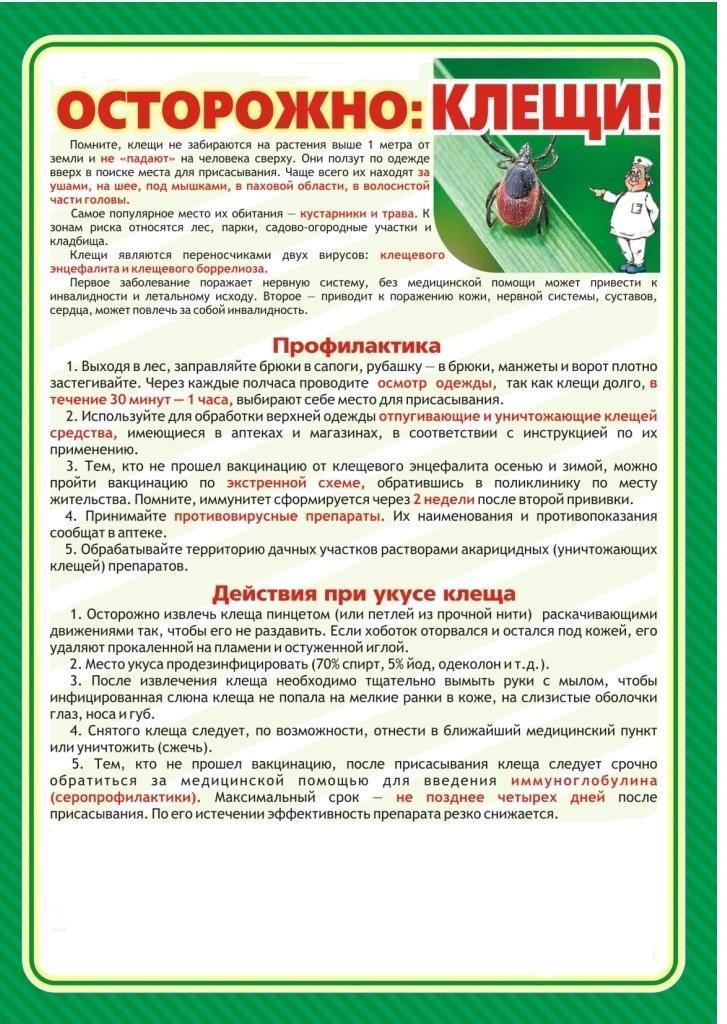 ОСТОРОЖНО: КЛЕЩИ!
Помните, клещи не забираются на растения выше 1 метра от
земли и не «падают» на человека сверху. Они ползут по одежде
вверх в поиске места для присасывания. Чаще всего их находят за
ушами, на шее, под мышками, в паховой области, в волосистой
части головы.
Самое популярное место их обитания — кустарники и трава. К
зонам риска относятся лес, парки, садово-огородные участки и
кладбища.
Клещи являются переносчиками двух вирусов: клещевого
энцефалита и клещевого боррелиоза.
Первое заболевание поражает нервную систему, без медицинской помощи может привести к
инвалидности и летальному исходу. Второе — приводит к поражению кожи, нервной системы, суставов,
сердца, может повлечь за собой инвалидность.
Профилактика
1. Выходя в лес, заправляйте брюки в сапоги, рубашку — в брюки, манжеты и ворот плотно
застегивайте. Через каждые полчаса проводите осмотр одежды, так как клещи долго, в
течение 30 минут — 1 часа, выбирают себе место для присасывания.
2. Используйте для обработки верхней одежды отпугивающие и уничтожающие клещей
средства, имеющиеся в аптеках и магазинах, в соответствии с инструкцией по их
применению.
3. Тем, кто не прошел вакцинацию от клещевого энцефалита осенью и зимой, можно
пройти вакцинацию по экстренной схеме, обратившись в поликлинику по месту
жительства. Помните, иммунитет сформируется через 2 недели после второй прививки.
4. Принимайте противовирусные препараты. Их наименования и противопоказания
сообщат в аптеке.
5. Обрабатывайте территорию дачных участков растворами акарицидных (уничтожающих
клещей) препаратов.
Действия при укусе клеща
1. Осторожно извлечь клеща пинцетом (или петлей из прочной нити) раскачивающими
движениями так, чтобы его не раздавить. Если хоботок оторвался и остался под кожей, его
удаляют прокаленной на пламени и остуженной иглой.
2. Место укуса продезинфицировать (70% спирт, 5% йод, одеколон и т.д.).
3. После извлечения клеща необходимо тщательно вымыть руки с мылом, чтобы
инфицированная слюна клеща не попала на мелкие ранки в коже, на слизистые оболочки
глаз, носа и губ.
4. Снятого клеща следует, по возможности, отнести в ближайший медицинский пункт
или уничтожить (сжечь).
5. Тем, кто не прошел вакцинацию, после присасывания клеща следует срочно
обратиться за медицинской помощью для введения иммуноглобулина
(серопрофилактики). Максимальный срок — не позднее четырех дней после
присасывания. По его истечении эффективность препарата резко снижается.